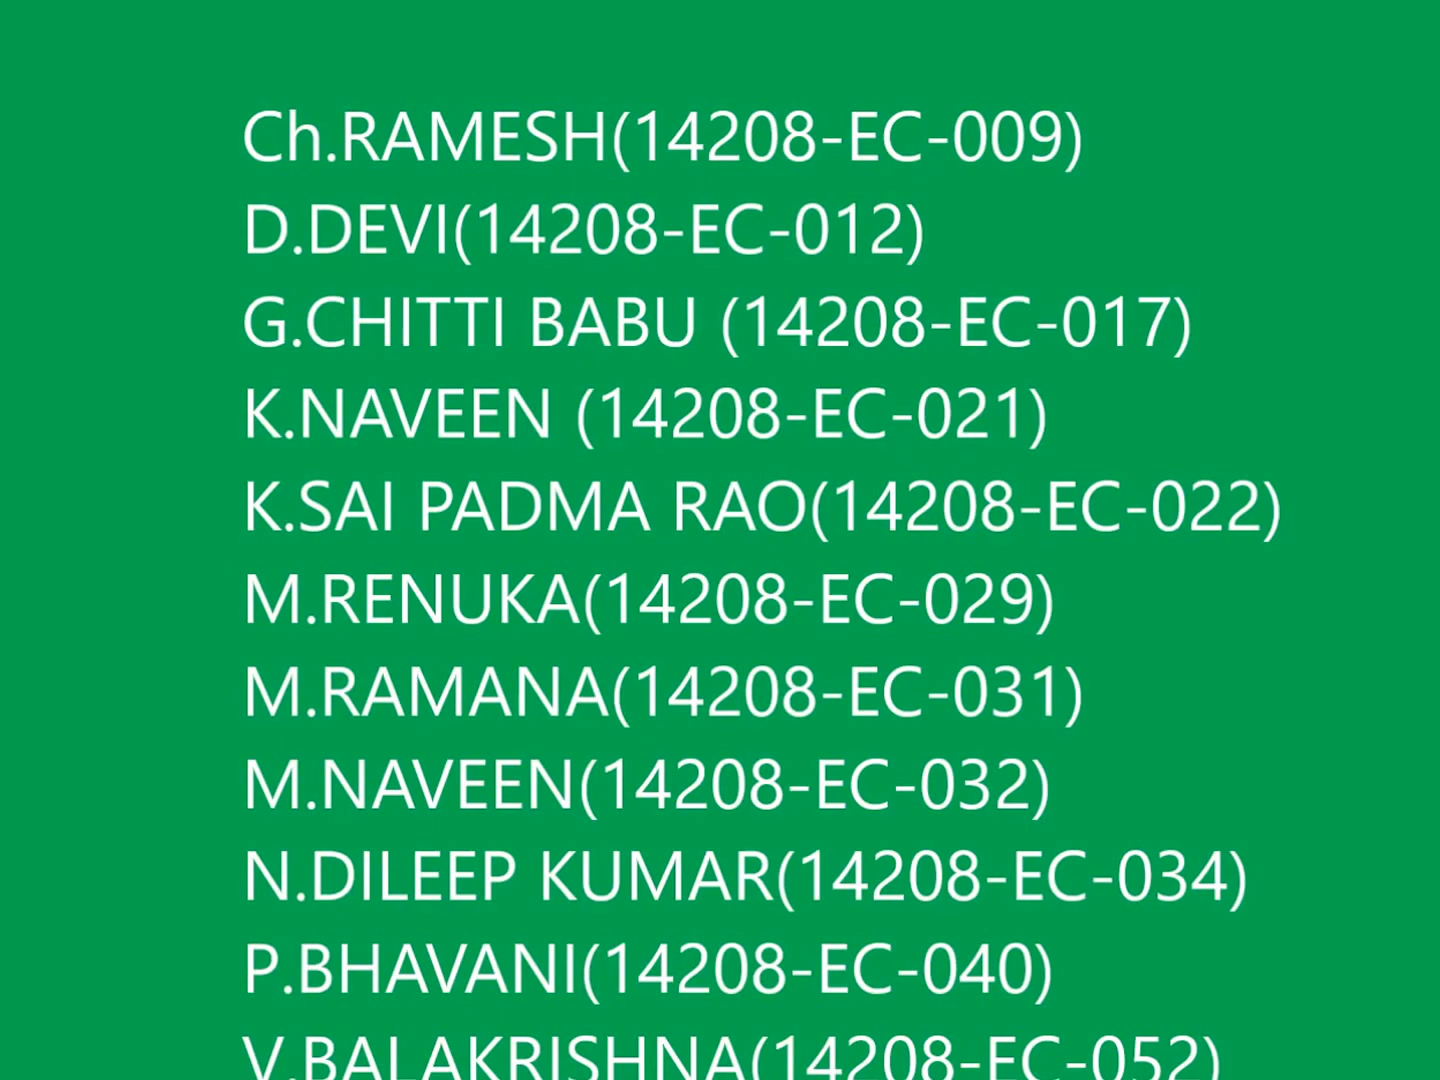 Ch.RAMESH(14208-EC-009)
D.DEVI(14208-EC-012)
G.CHITTI BABU (14208-EC-017)
K.NAVEEN (14208-EC-021)
K.SAI PADMA RAO(14208-EC-022)
M.RENUKA(14208-EC-029)
M.RAMANA(14208-EC-031)
M.NAVEEN(14208-EC-032)
N.DILEEP KUMAR(14208-EC-034)
P.BHAVANI(14208-EC-040)
V.BALAKRISHNA(14208-EC-052)